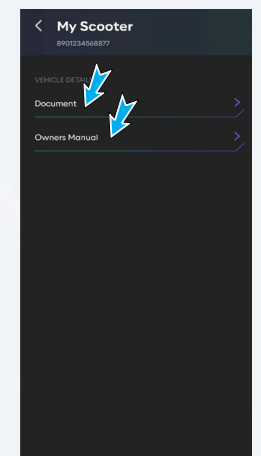 My Scooter
8901234568877
VEHICLE DETAILS
Document
Owners Manual